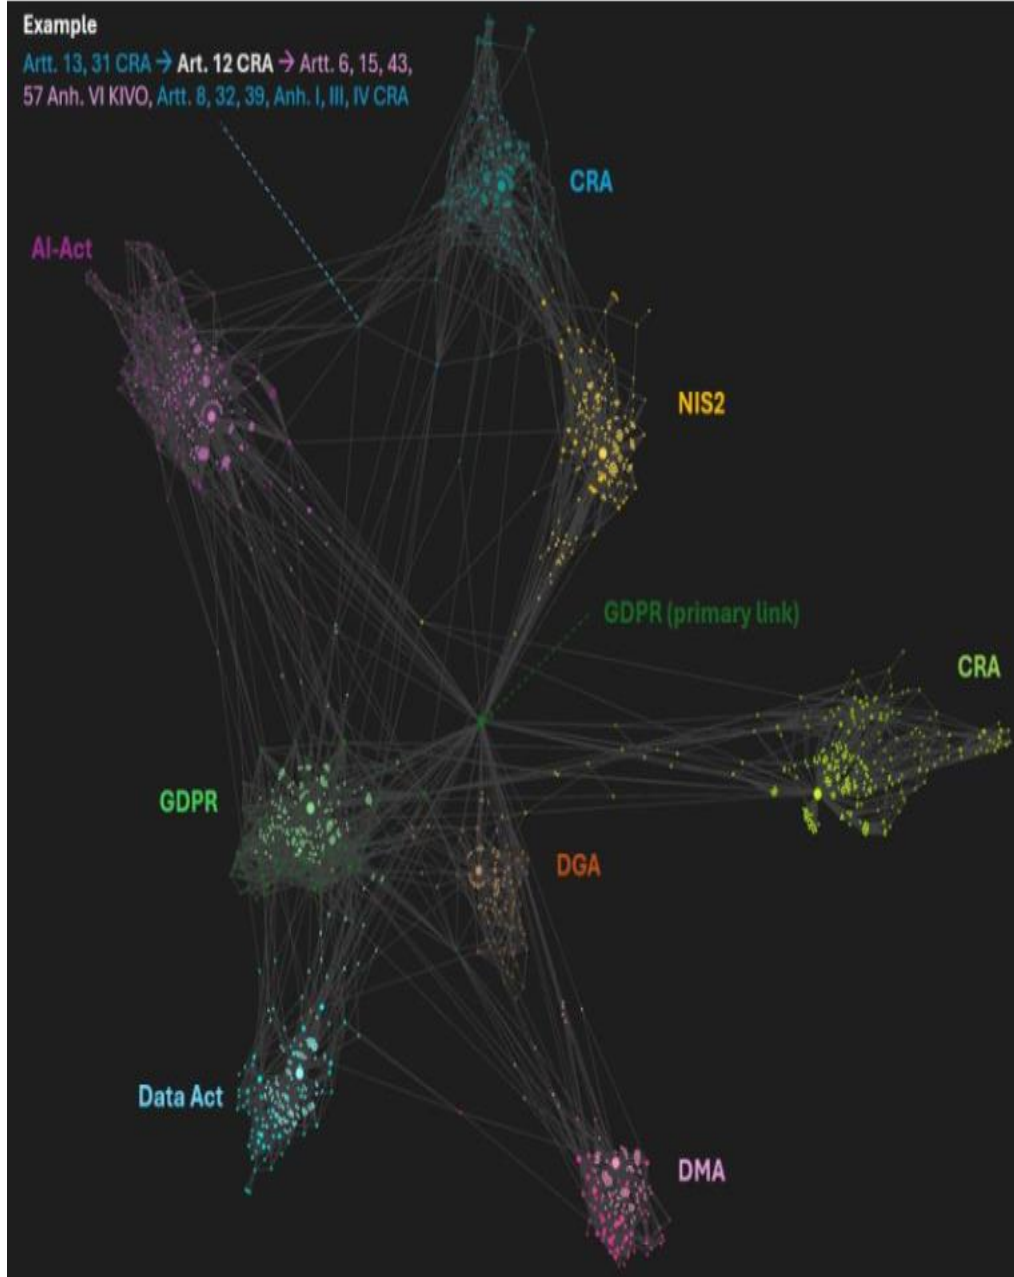 Example
Artt. 13, 31 CRA → Art. 12 CRA → Artt. 6, 15, 43,
57 Anh. VI KIVO, Artt. 8, 32, 39, Anh. I, III, IV CRA
CRA
AI-Act
NIS2
GDPR (primary link)
CRA
GDPR
DGA
Data Act
DMA